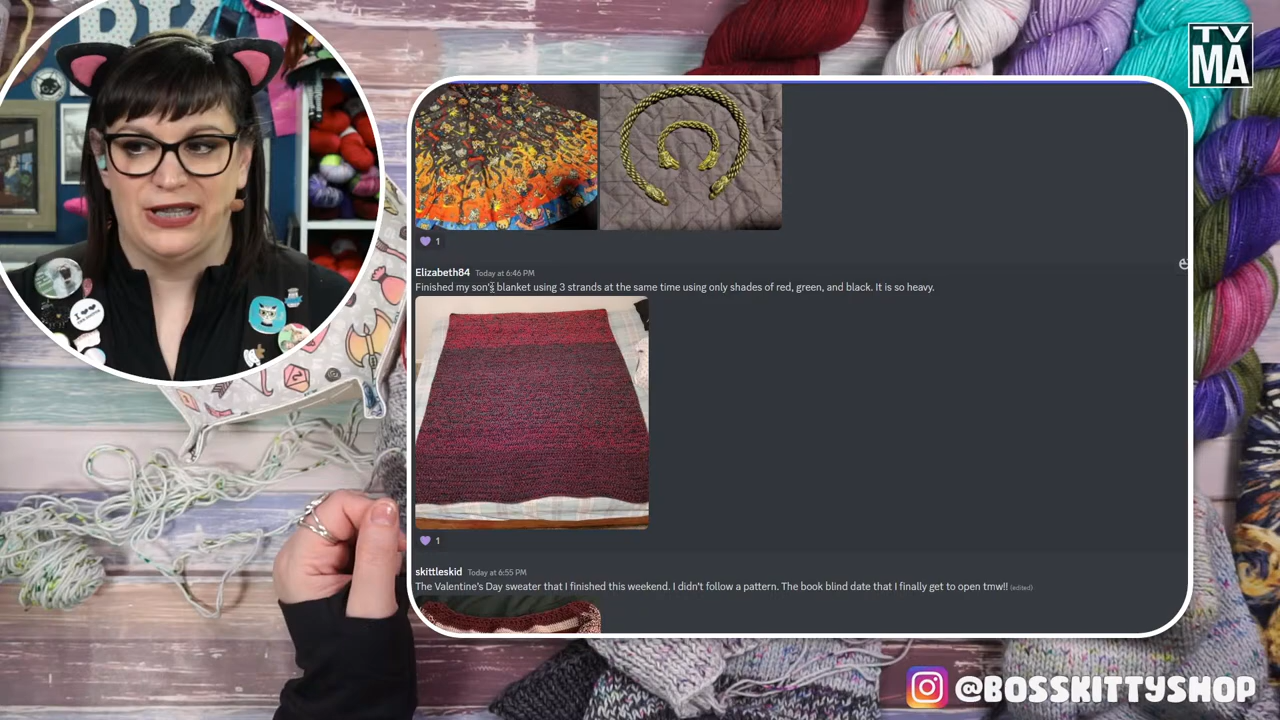 TV
MA
1
Elizabeth84 Today at 6:46 PM
Finished my son's blanket using 3 strands at the same time using only shades of red, green, and black. It is so heavy.
1
skittleskid Today at 6:55 PM
The Valentine's Day sweater that I finished this weekend. I didn't follow a pattern. The book blind date that I finally get to open tmw!! (edited)
@BOSSKITTYSHOP